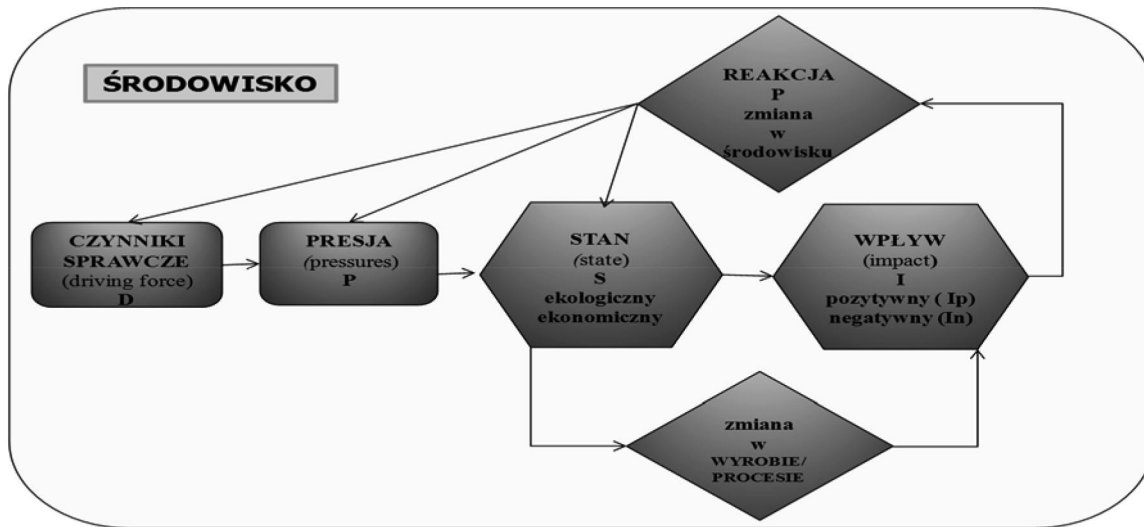 ŚRODOWISKO
REAKCJA
P
zmiana
w
środowisku
CZYNNIKI
SPRAWCZE
(driving force)
D
PRESJA
(pressures)
P
STAN
(state)
S
ekologiczny
ekonomiczny
WPŁYW
(impact)
I
pozytywny ( Ip)
negatywny (In)
zmiana
w
WYROBIE/
PROCESIE